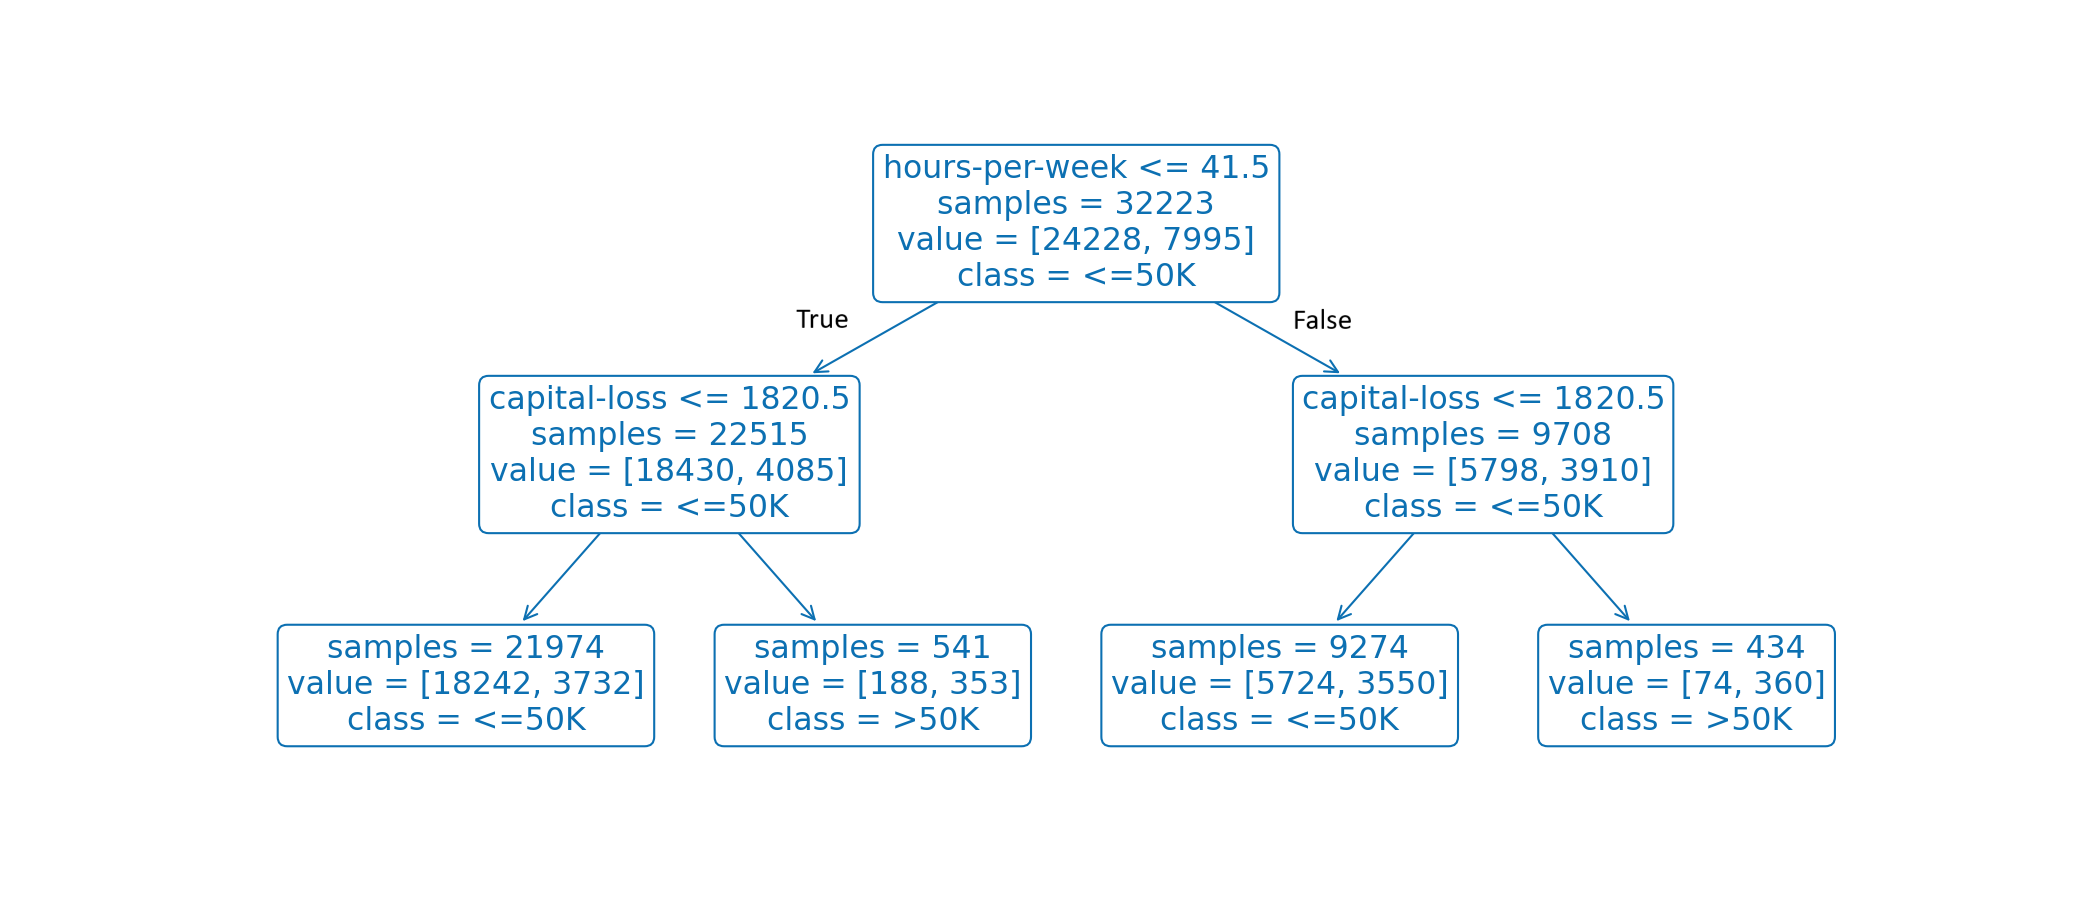 hours-per-week <= 41.5
samples = 32223
value = [24228, 7995]
class = <=50K
True
False
capital-loss <= 1820.5
samples = 22515
value = [18430, 4085]
class = <=50K
capital-loss <= 1820.5
samples = 9708
value = [5798, 3910]
class = <=50K
samples = 21974
value = [18242, 3732]
class = <=50K
samples = 541
value = [188, 353]
class = >50K
samples = 9274
value = [5724, 3550]
class = <=50K
samples = 434
value = [74, 360]
class = >50K